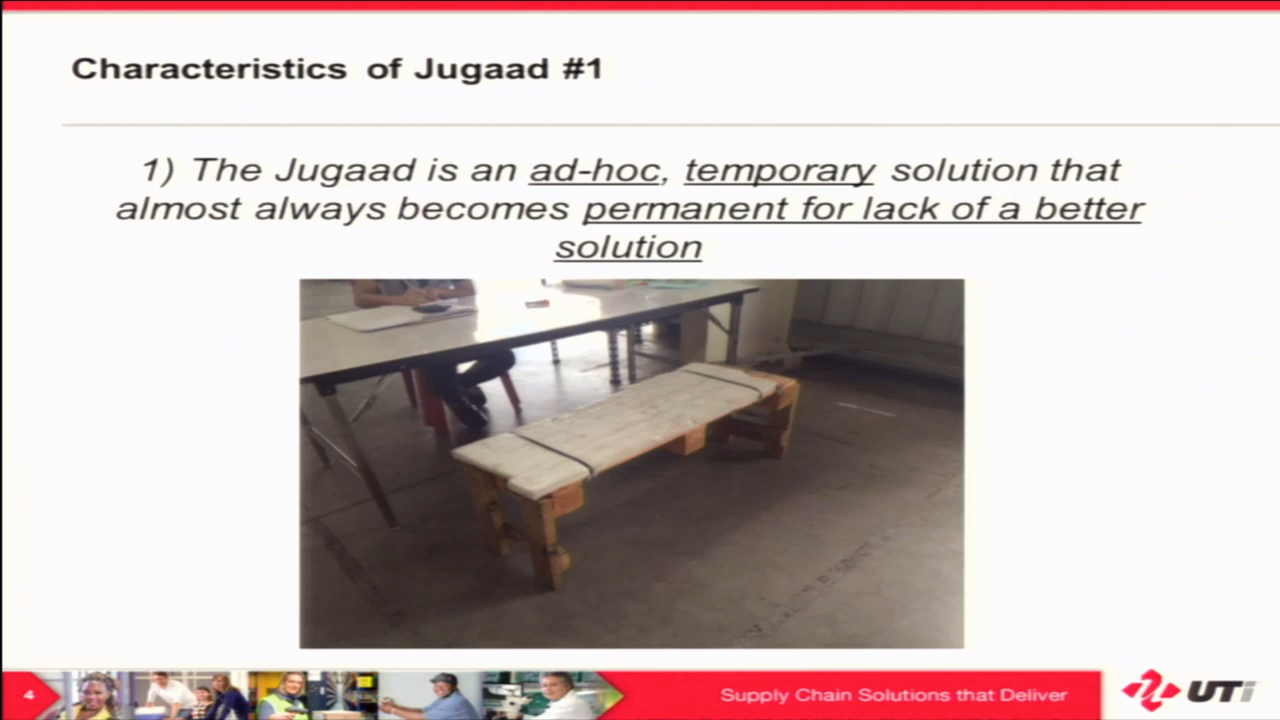 Characteristics of Jugaad #1
1) The Jugaad is an ad-hoc, temporary solution that
almost always becomes permanent for lack of a better
solution
4
Supply Chain Solutions that Deliver
UTi